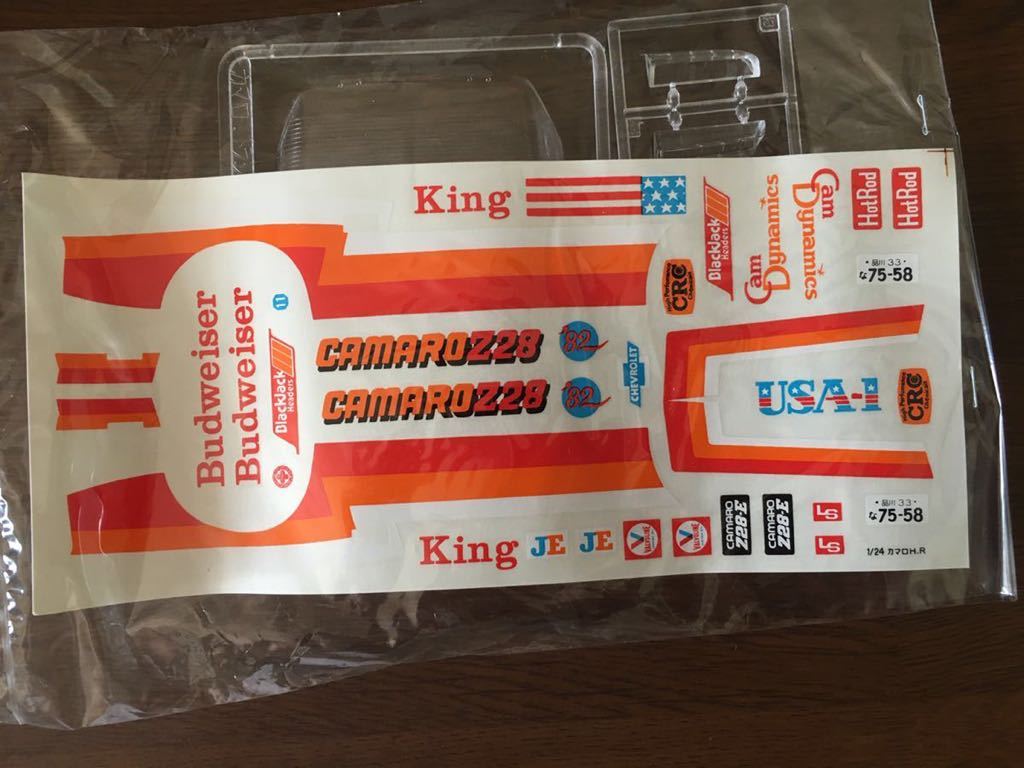 King
BlackJack
Headers
Cam
Dynamics
Cam
Dynamics
HotRod
HotRod
品川 33
な 75-58
High Performance
CRC
Chemicals
Budweiser
Budweiser
11
BlackJack
Headers
CAMARO Z28
'82
CAMARO Z28
'82
CHEVROLET
USA-1
High Performance
CRC
Chemicals
King
JE
JE
V
VALVOLINE
V
VALVOLINE
CAMARO
Z28-E
CAMARO
Z28-E
LS
LS
品川 33
な 75-58
1/24 カマロH.R